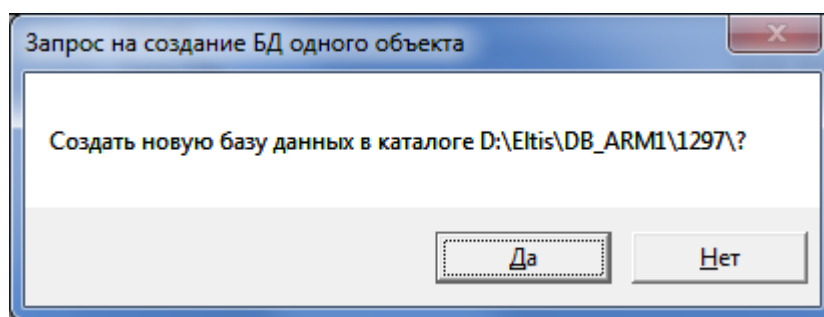 Запрос на создание БД одного объекта
Создать новую базу данных в каталоге D:\Eltis\DB_ARM1\1297\?
Да
Нет